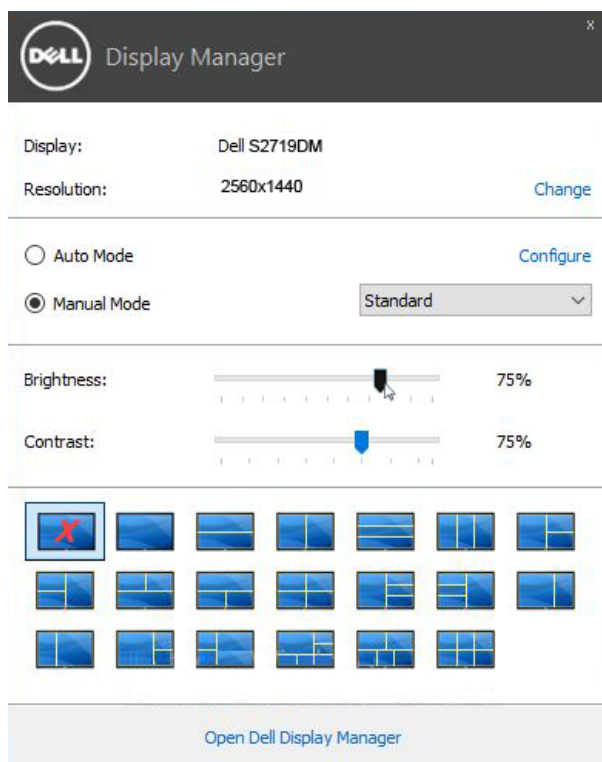 x
DELL Display Manager
Display: Dell S2719DM
Resolution: 2560x1440 Change
Auto Mode Configure
Manual Mode Standard
Brightness: 75%
Contrast: 75%
Open Dell Display Manager